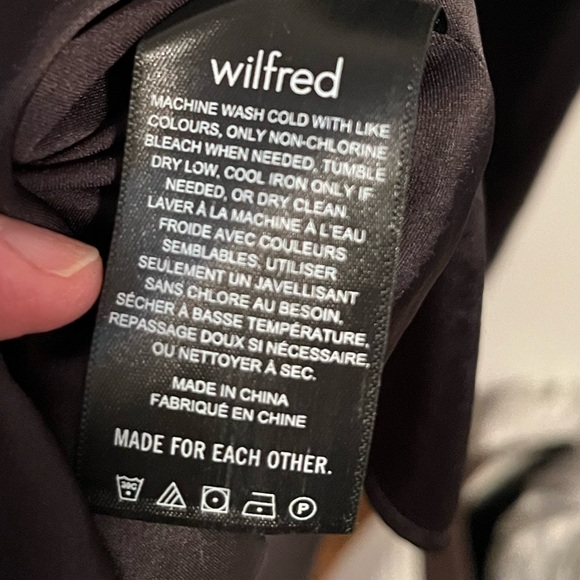 wilfred
MACHINE WASH COLD WITH LIKE
COLOURS, ONLY NON-CHLORINE
BLEACH WHEN NEEDED, TUMBLE
DRY LOW, COOL IRON ONLY IF
NEEDED, OR DRY CLEAN.
LAVER À LA MACHINE À L'EAU
FROIDE AVEC COULEURS
SEMBLABLES, UTILISER
SEULEMENT UN JAVELLISANT
SANS CHLORE AU BESOIN,
SÉCHER À BASSE TEMPÉRATURE,
REPASSAGE DOUX SI NÉCESSAIRE,
OU NETTOYER À SEC.
MADE IN CHINA
FABRIQUÉ EN CHINE
MADE FOR EACH OTHER.
30C P